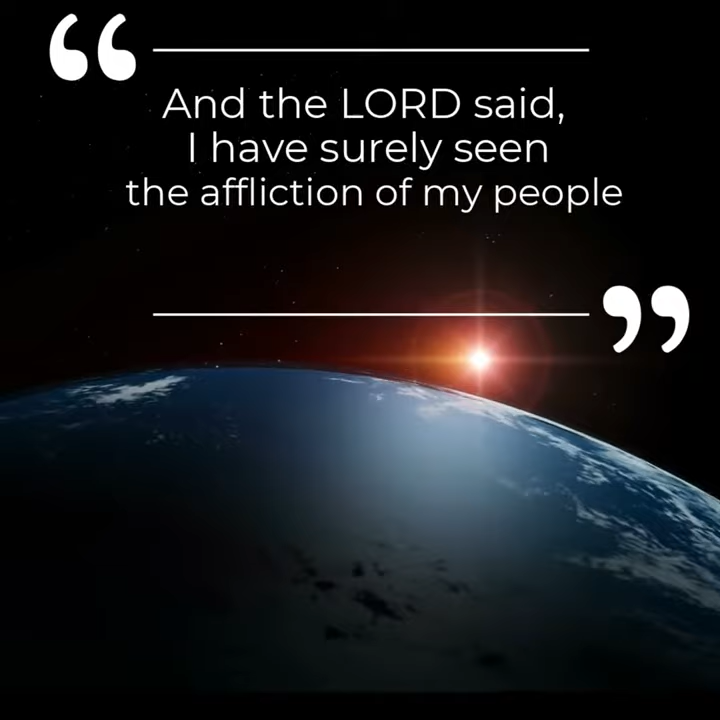 “
And the LORD said,
I have surely seen
the affliction of my people
”